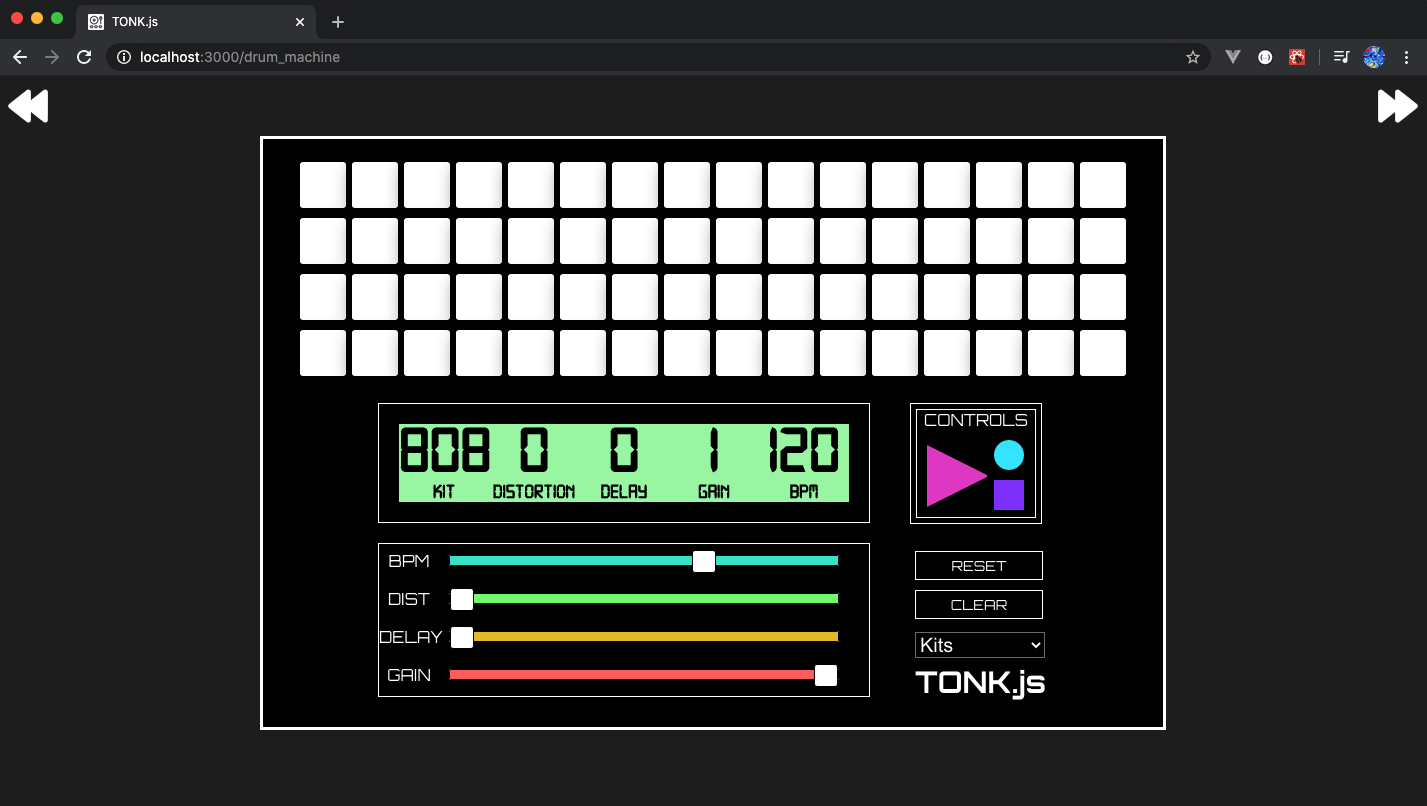 TONK.js
localhost:3000/drum_machine
808 0 0 1 120
KIT DISTORTION DELAY GAIN BPM
CONTROLS
BPM
DIST
DELAY
GAIN
RESET
CLEAR
Kits
TONK.js